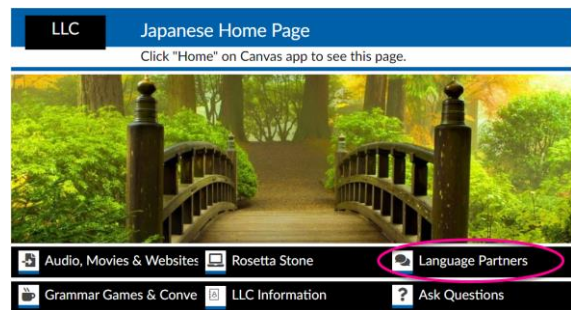 LLC
Japanese Home Page
Click "Home" on Canvas app to see this page.
Audio, Movies & Websites
Rosetta Stone
Language Partners
Grammar Games & Conve
LLC Information
? Ask Questions